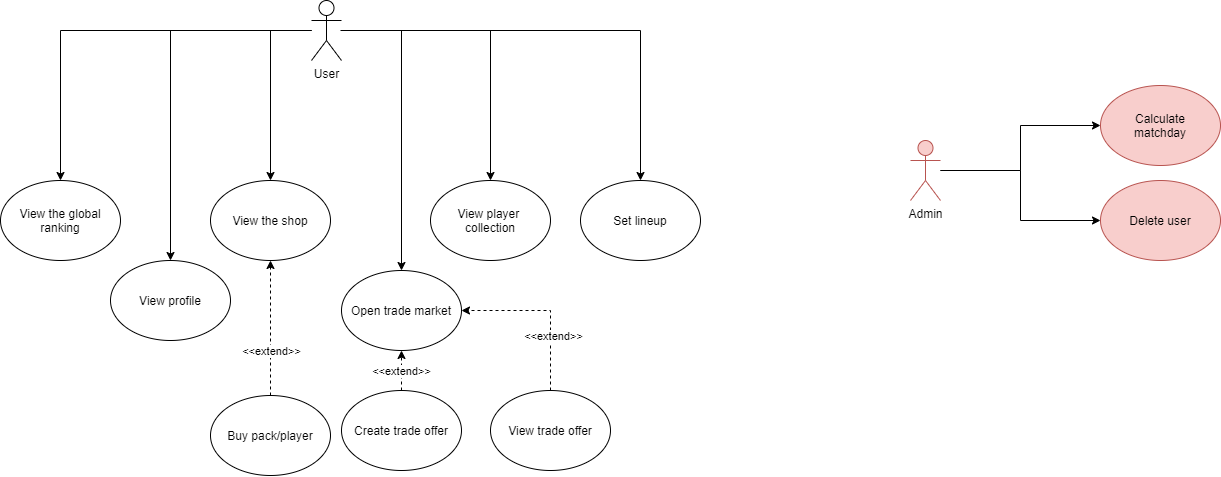 User
View the global
ranking
View profile
View the shop
Open trade market
View player
collection
Set lineup
<<extend>>
<<extend>>
<<extend>>
Buy pack/player
Create trade offer
View trade offer
Admin
Calculate
matchday
Delete user